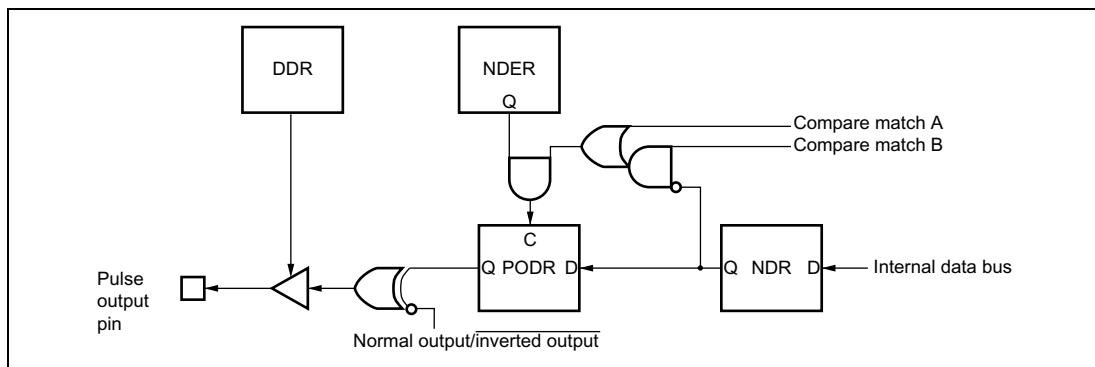 DDR
NDER
Q
Compare match A
Compare match B
C
Q PODR D
Q NDR D
Internal data bus
Pulse
output
pin
Normal output/inverted output